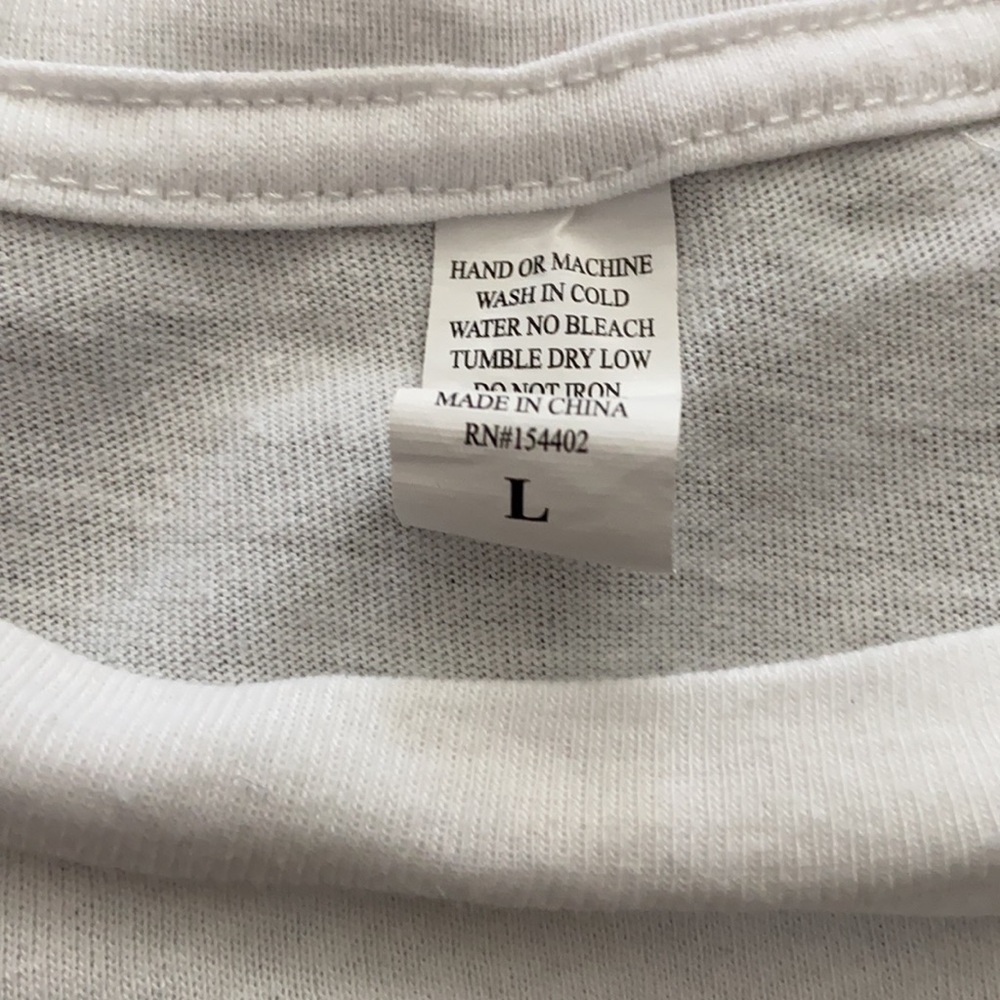 HAND OR MACHINE
WASH IN COLD
WATER NO BLEACH
TUMBLE DRY LOW
DO NOT IRON
MADE IN CHINA
RN#154402
L